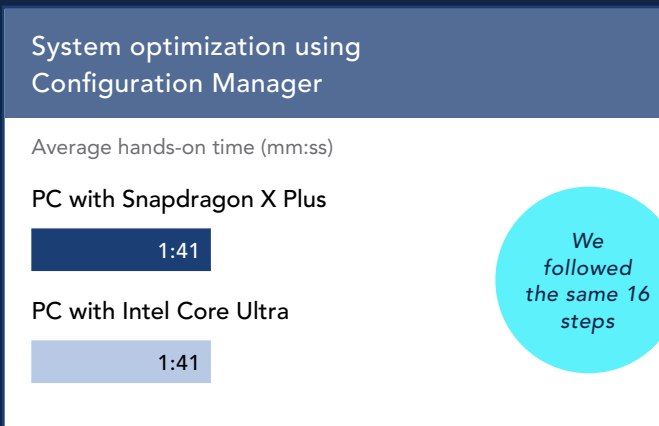 System optimization using
Configuration Manager
Average hands-on time (mm:ss)
PC with Snapdragon X Plus
1:41
We
followed
the same 16
steps
PC with Intel Core Ultra
1:41